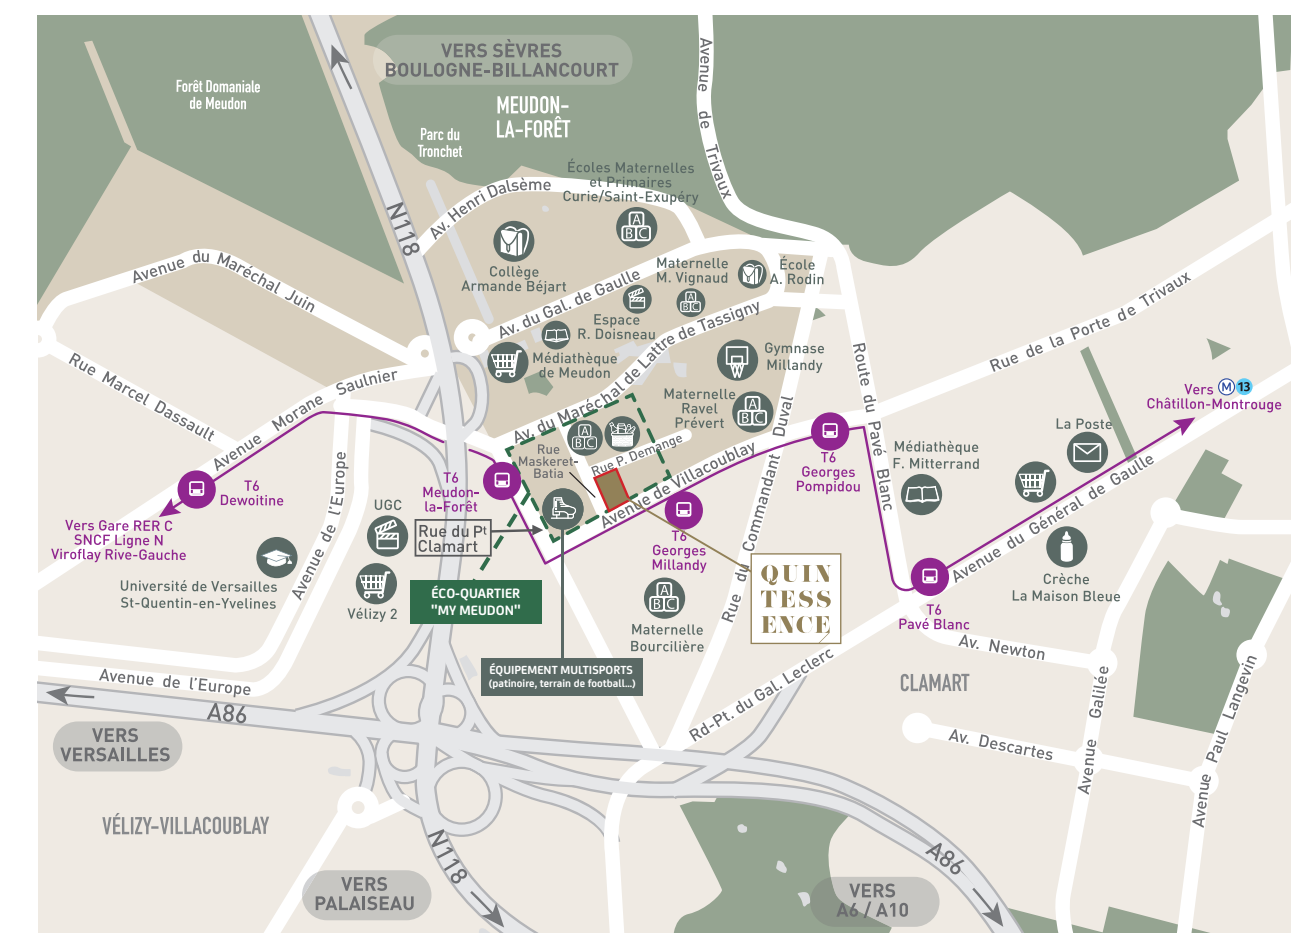 VERS SÈVRES
BOULOGNE-BILLANCOURT
Forêt Domaniale
de Meudon
MEUDON-
LA-FORÊT
Parc du
Tronchet
Avenue de Trivaux
Écoles Maternelles
et Primaires
Curie/Saint-Exupéry
A
B C
Av. Henri Dalsème
N118
Collège
Armande Béjart
Avenue du Maréchal Juin
Av. du Gal. de Gaulle
Maternelle
M. Vignaud
A
B C
École
A. Rodin
Espace
R. Doisneau
Médiathèque
de Meudon
Av. du Maréchal de Lattre de Tassigny
Gymnase
Millandy
Maternelle
Ravel
Prévert
A
B C
Rue de la Porte de Trivaux
Route du Pavé Blanc
Rue Marcel Dassault
Avenue Morane Saulnier
Vers M 13
Châtillon-Montrouge
La Poste
T6
Georges
Pompidou
Médiathèque
F. Mitterrand
A
B C
Rue
Maskeret-
Batia
Rue P. Demange
Avenue de Villacoublay
Rue du Commandant Duval
T6
Dewoitine
T6
Meudon-
la-Forêt
Vers Gare RER C
SNCF Ligne N
Viroflay Rive-Gauche
UGC
Rue du Pt
Clamart
T6
Georges
Millandy
Avenue du Général de Gaulle
Avenue de l'Europe
Université de Versailles
St-Quentin-en-Yvelines
Vélizy 2
ÉCO-QUARTIER
"MY MEUDON"
A
B C
Maternelle
Bourcilière
QUIN
TESS
ENCE
T6
Pavé Blanc
Crèche
La Maison Bleue
ÉQUIPEMENT MULTISPORTS
(patinoire, terrain de football...)
Av. Newton
Avenue de l'Europe
A86
Rd-Pt. du Gal. Leclerc
CLAMART
Avenue Galilée
Avenue Paul Langevin
Av. Descartes
VERS
VERSAILLES
VÉLIZY-VILLACOUBLAY
N118
A86
VERS
PALAISEAU
VERS
A6 / A10